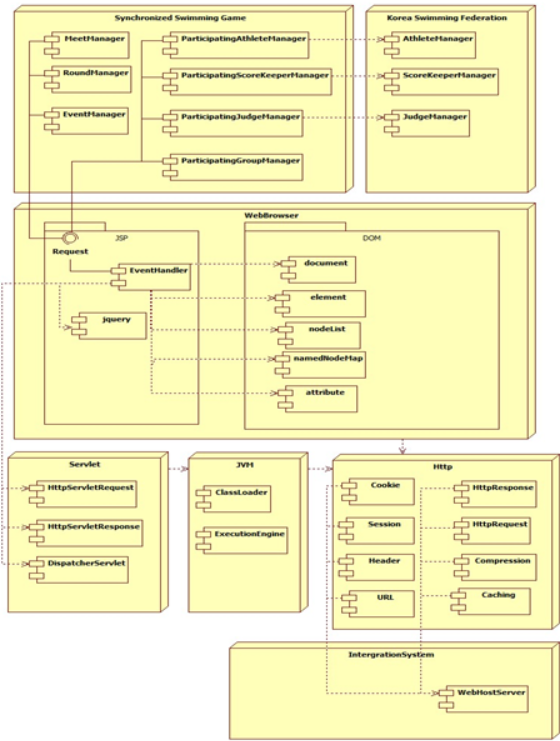 Synchronized Swimming Game
Korea Swimming Federation
MeetManager
ParticipatingAthleteManager
AthleteManager
RoundManager
ParticipatingScoreKeeperManager
ScoreKeeperManager
EventManager
ParticipatingJudgeManager
JudgeManager
ParticipatingGroupManager
WebBrowser
JSP
DOM
Request
EventHandler
document
element
jquery
nodeList
namedNodeMap
attribute
Servlet
JVM
Http
HttpServletRequest
ClassLoader
Cookie
HttpResponse
HttpServletResponse
ExecutionEngine
Session
HttpRequest
DispatcherServlet
Header
Compression
URL
Caching
IntergrationSystem
WebHostServer